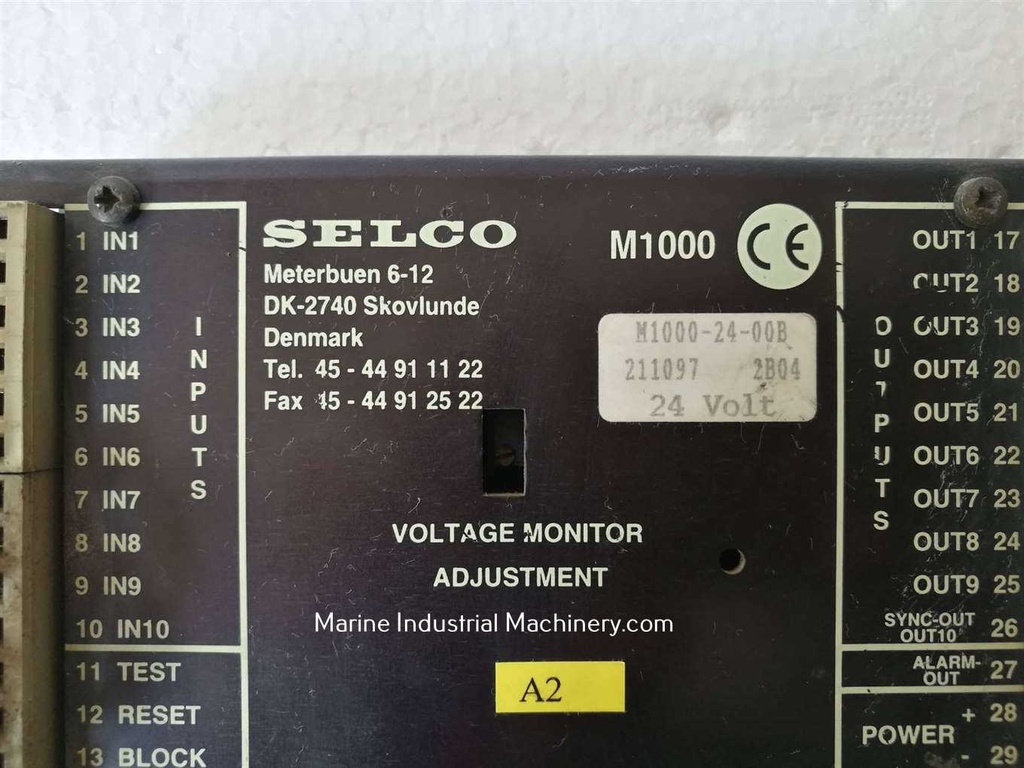 SELCO
Meterbuen 6-12
DK-2740 Skovlunde
Denmark
Tel. 45 - 44 91 11 22
Fax 45 - 44 91 25 22
M1000
CE
M1000-24-00B
211097 2B04
24 Volt
VOLTAGE MONITOR
ADJUSTMENT
Marine Industrial Machinery.com
A2
INPUTS
1 IN1
2 IN2
3 IN3
4 IN4
5 IN5
6 IN6
7 IN7
8 IN8
9 IN9
10 IN10
11 TEST
12 RESET
13 BLOCK
OUTPUTS
OUT1 17
OUT2 18
OUT3 19
OUT4 20
OUT5 21
OUT6 22
OUT7 23
OUT8 24
OUT9 25
SYNC-OUT
OUT10 26
ALARM-
OUT 27
POWER
+ 28
- 29